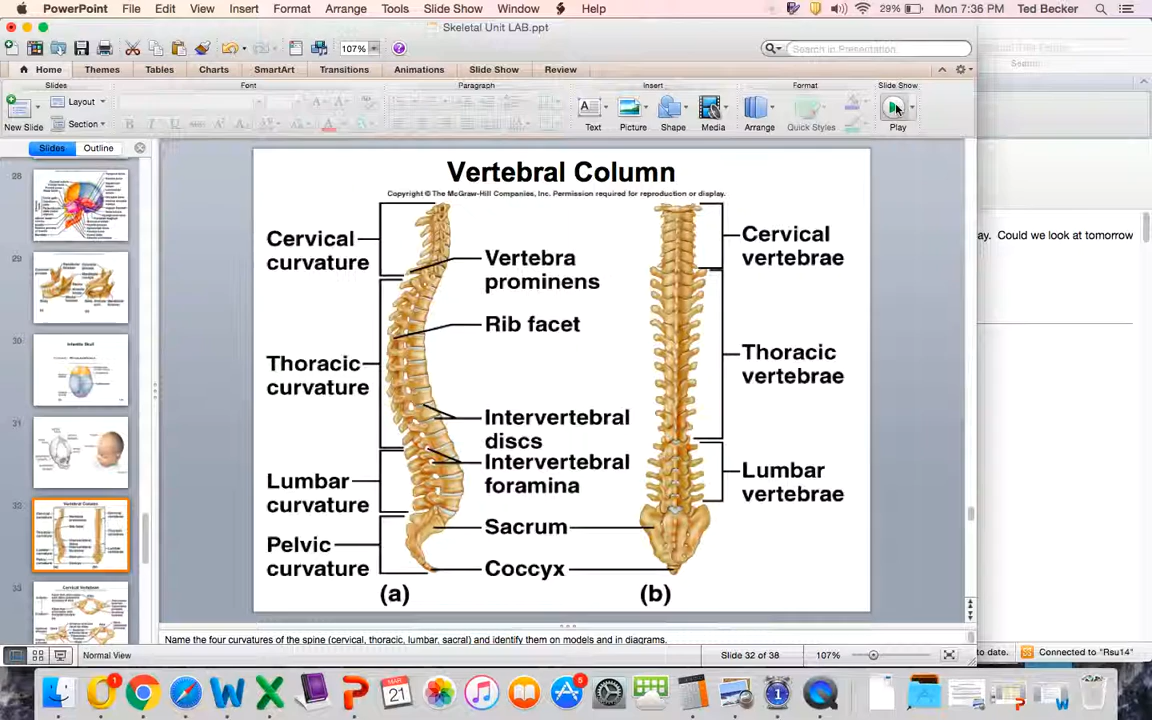 PowerPoint File Edit View Insert Format Arrange Tools Slide Show Window Help 29% Mon 7:36 PM Ted Becker
Skeletal Unit LAB.ppt
107%
Search in Presentation
Home Themes Tables Charts SmartArt Transitions Animations Slide Show Review
Slides Font Paragraph Insert Format Slide Show
Layout
Section
New Slide Text Picture Shape Media Arrange Quick Styles Play
Slides Outline
28
29
30
31
32
33
Vertebral Column
Copyright © The McGraw-Hill Companies, Inc. Permission required for reproduction or display.
Cervical
curvature
Vertebra
prominens
Rib facet
Thoracic
curvature
Intervertebral
discs
Intervertebral
foramina
Lumbar
curvature
Sacrum
Pelvic
curvature
Coccyx
(a)
Cervical
vertebrae
Thoracic
vertebrae
Lumbar
vertebrae
(b)
ay. Could we look at tomorrow
Name the four curvatures of the spine (cervical, thoracic, lumbar, sacral) and identify them on models and in diagrams.
Normal View Slide 32 of 38 107%
to date. Connected to "Rsu14"
MAR
21
1
5
1